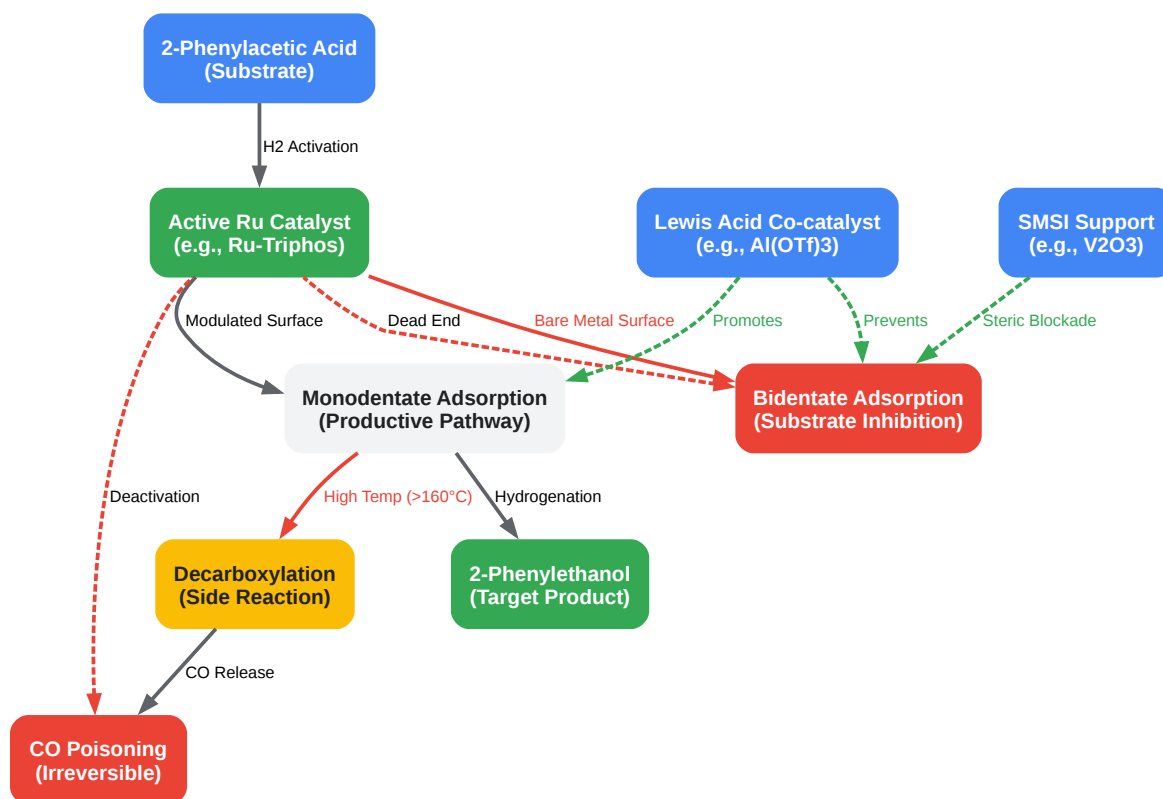 2-Phenylacetic Acid
(Substrate)
H2 Activation
Active Ru Catalyst
(e.g., Ru-Triphos)
Lewis Acid Co-catalyst
(e.g., Al(OTf)3)
SMSI Support
(e.g., V2O3)
Modulated Surface
Dead End
Bare Metal Surface
Promotes
Prevents
Steric Blockade
Monodentate Adsorption
(Productive Pathway)
Bidentate Adsorption
(Substrate Inhibition)
Deactivation
High Temp (>160°C)
Hydrogenation
Decarboxylation
(Side Reaction)
2-Phenylethanol
(Target Product)
CO Release
CO Poisoning
(Irreversible)